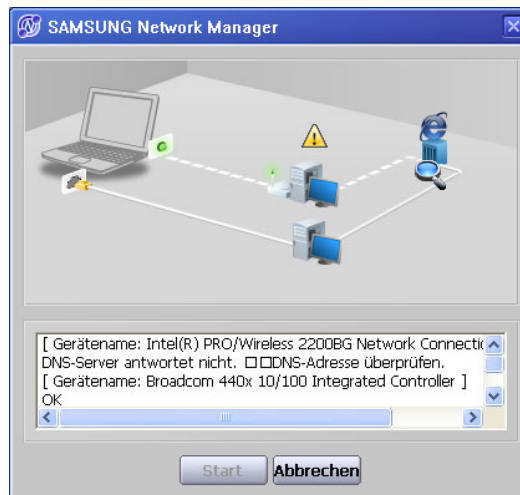 SAMSUNG Network Manager
[ Gerätename: Intel(R) PRO/Wireless 2200BG Network Connectic
DNS-Server antwortet nicht. □□DNS-Adresse überprüfen.
[ Gerätename: Broadcom 440x 10/100 Integrated Controller ]
OK
Start Abbrechen